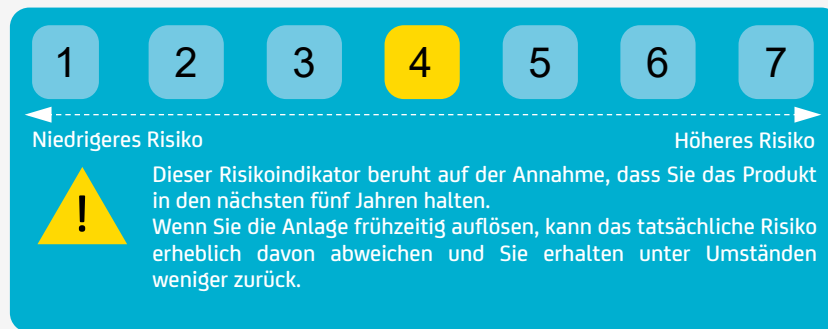 1 2 3 4 5 6 7
Niedrigeres Risiko Höheres Risiko
!
Dieser Risikoindikator beruht auf der Annahme, dass Sie das Produkt
in den nächsten fünf Jahren halten.
Wenn Sie die Anlage frühzeitig auflösen, kann das tatsächliche Risiko
erheblich davon abweichen und Sie erhalten unter Umständen
weniger zurück.